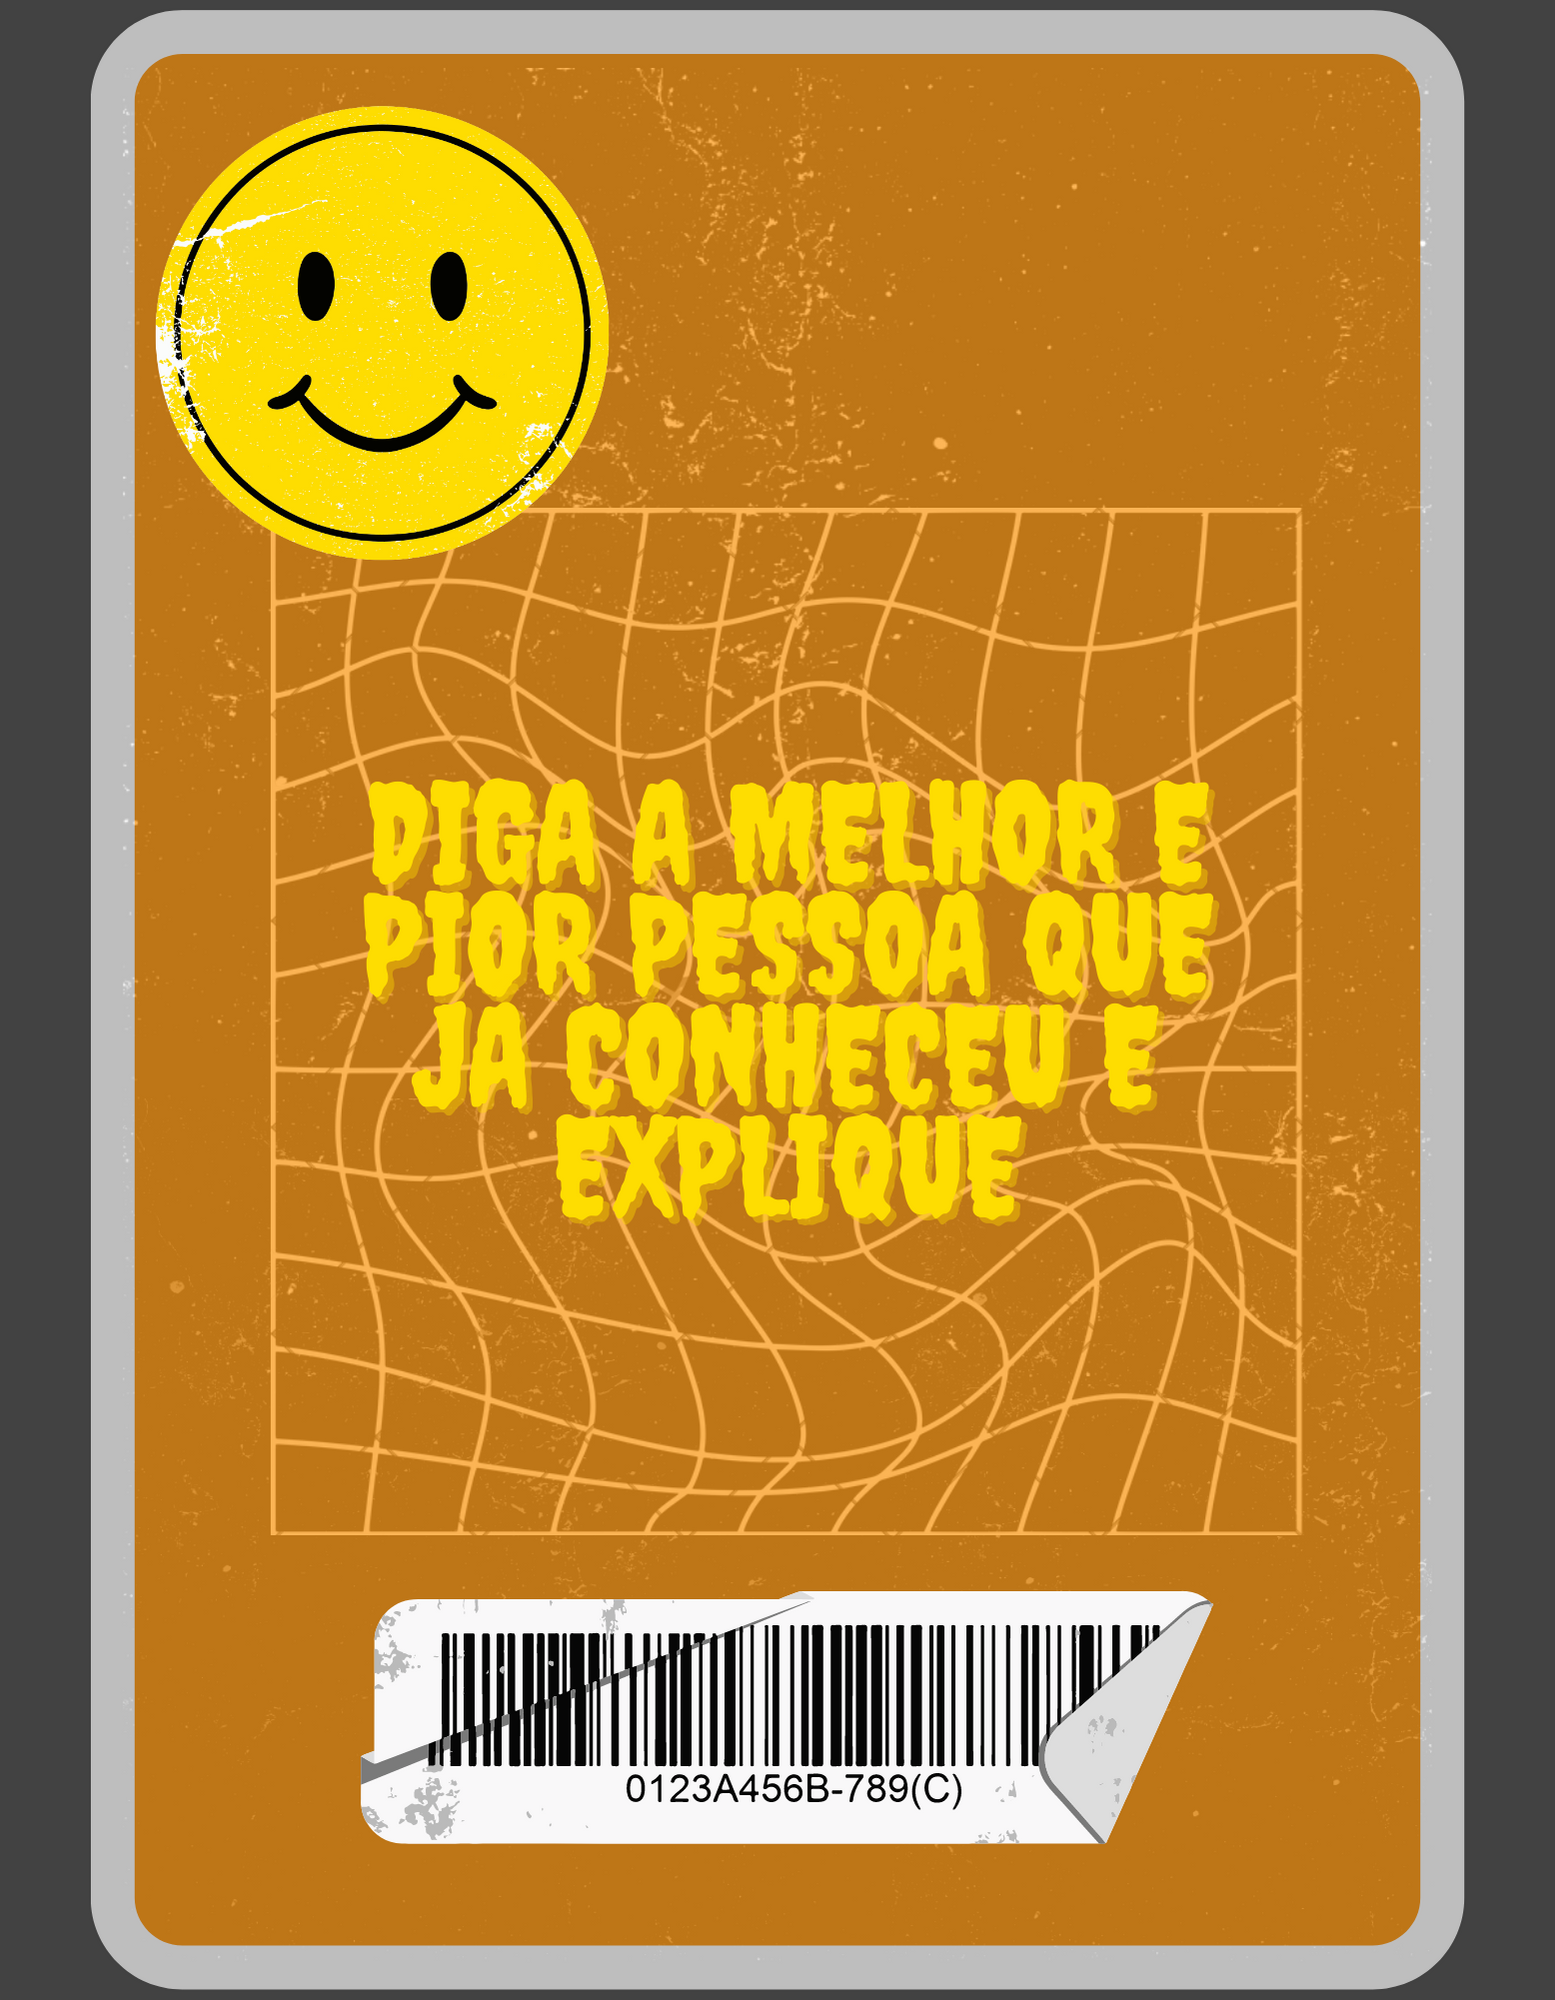 DIGA A MELHOR E
PIOR PESSOA QUE
JA CONHECEU E
EXPLIQUE
0123A456B-789(C)